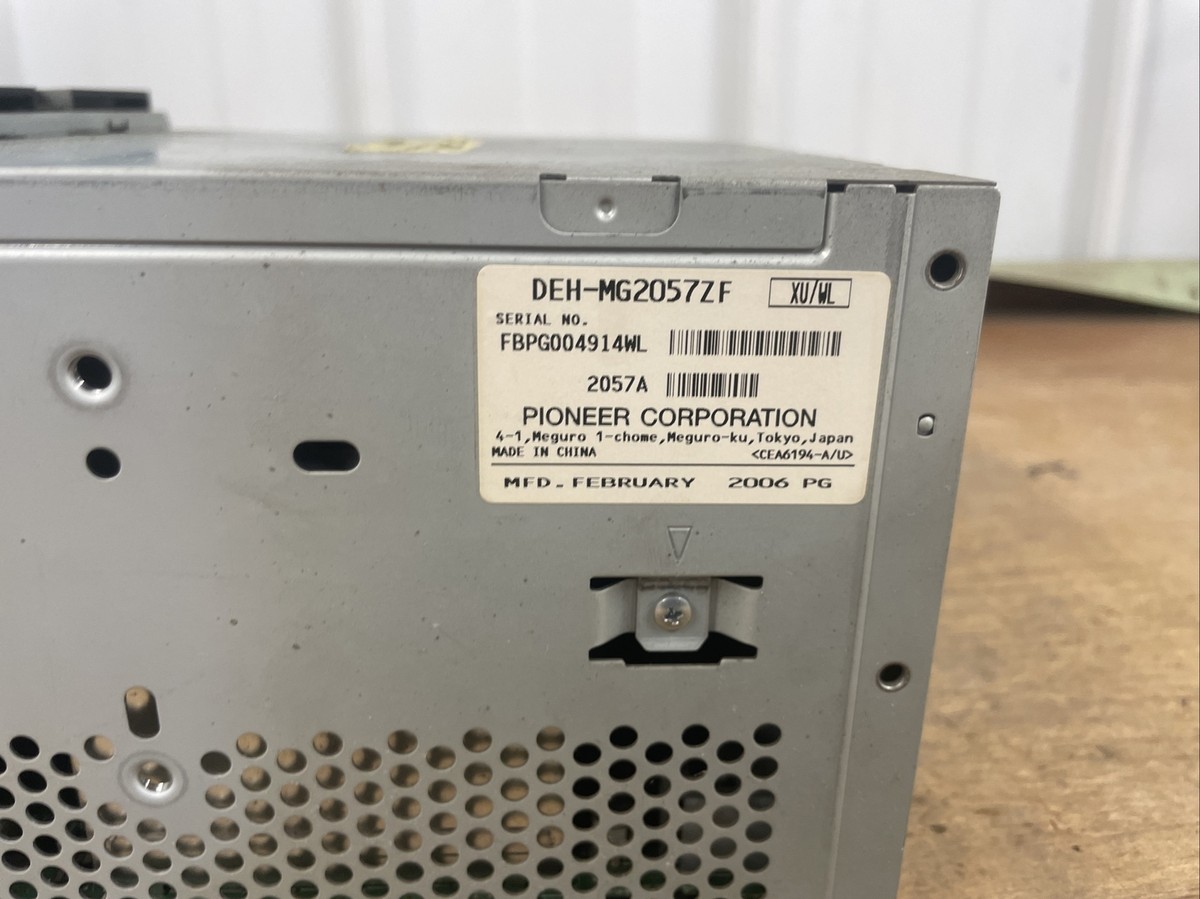 DEH-MG2057ZF XU/WL
SERIAL NO.
FBPG004914WL
2057A
PIONEER CORPORATION
4-1,Meguro 1-chome,Meguro-ku,Tokyo,Japan
MADE IN CHINA <CEA6194-A/U>
MFD. FEBRUARY 2006 PG